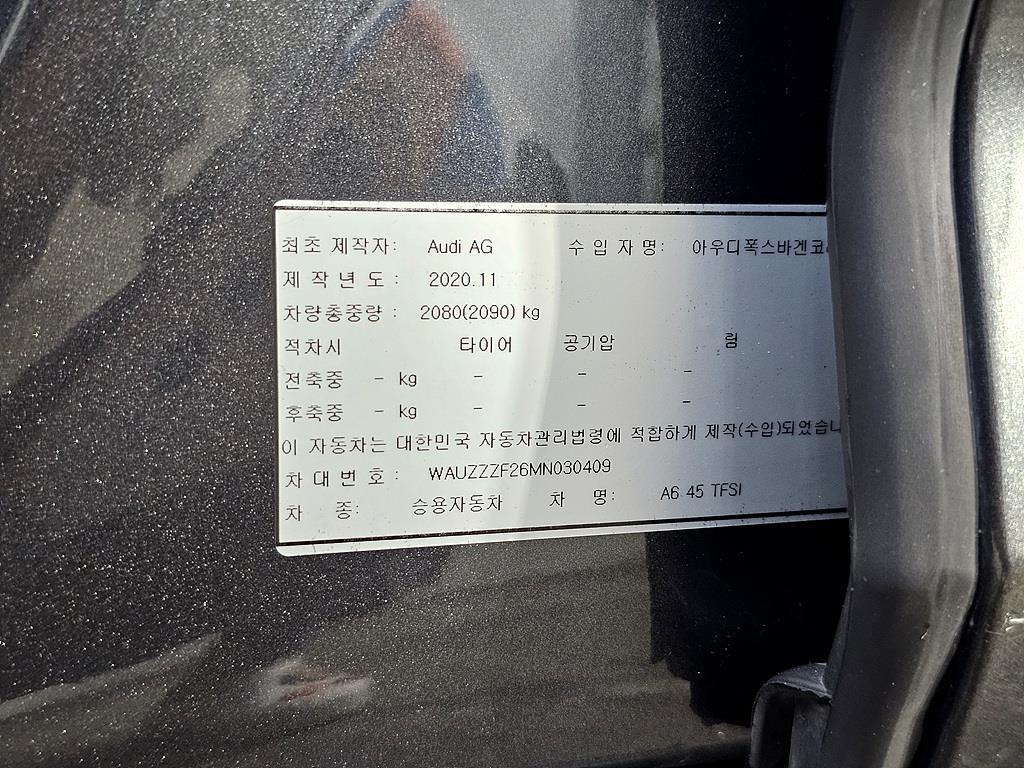 최초 제작자: Audi AG 수 입 자 명: 아우디폭스바겐코
제 작 년 도 : 2020.11
차량총중량 : 2080(2090) kg
적차시 타이어 공기압 림
전축중 - kg - - -
후축중 - kg - - -
이 자동차는 대한민국 자동차관리법령에 적합하게 제작(수입)되었습니
차 대 번 호 : WAUZZZF26MN030409
차 종: 승용자동차 차 명: A6 45 TFSI